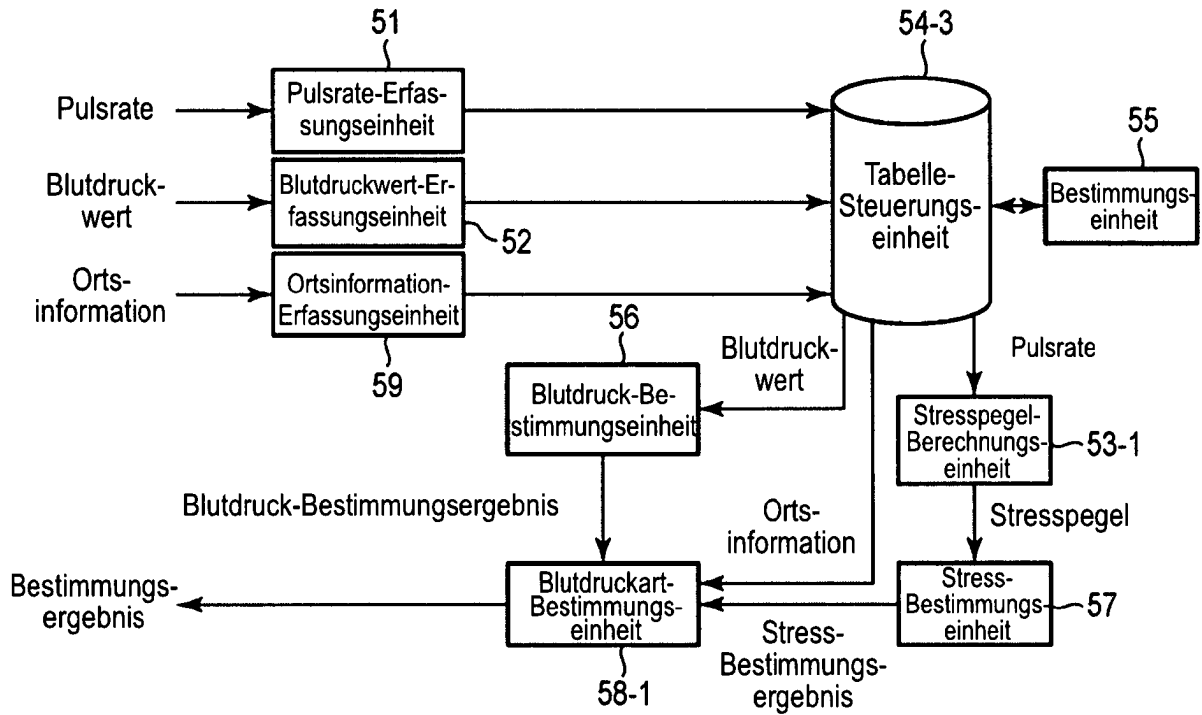 51
54-3
Pulsrate
Pulsrate-Erfas-
sungseinheit
55
Blutdruck-
wert
Blutdruckwert-Er-
fassungseinheit
52
Tabelle-
Steuerungs-
einheit
Bestimmungs-
einheit
Orts-
information
Ortsinformation-
Erfassungseinheit
59
56
Blutdruck-
wert
Pulsrate
Blutdruck-Be-
stimmungseinheit
Stresspegel-
Berechnungs-
einheit
53-1
Blutdruck-Bestimmungsergebnis
Orts-
information
Stresspegel
Bestimmungs-
ergebnis
Blutdruckart-
Bestimmungs-
einheit
58-1
Stress-
Bestimmungs-
ergebnis
Stress-
Bestimmungs-
einheit
57